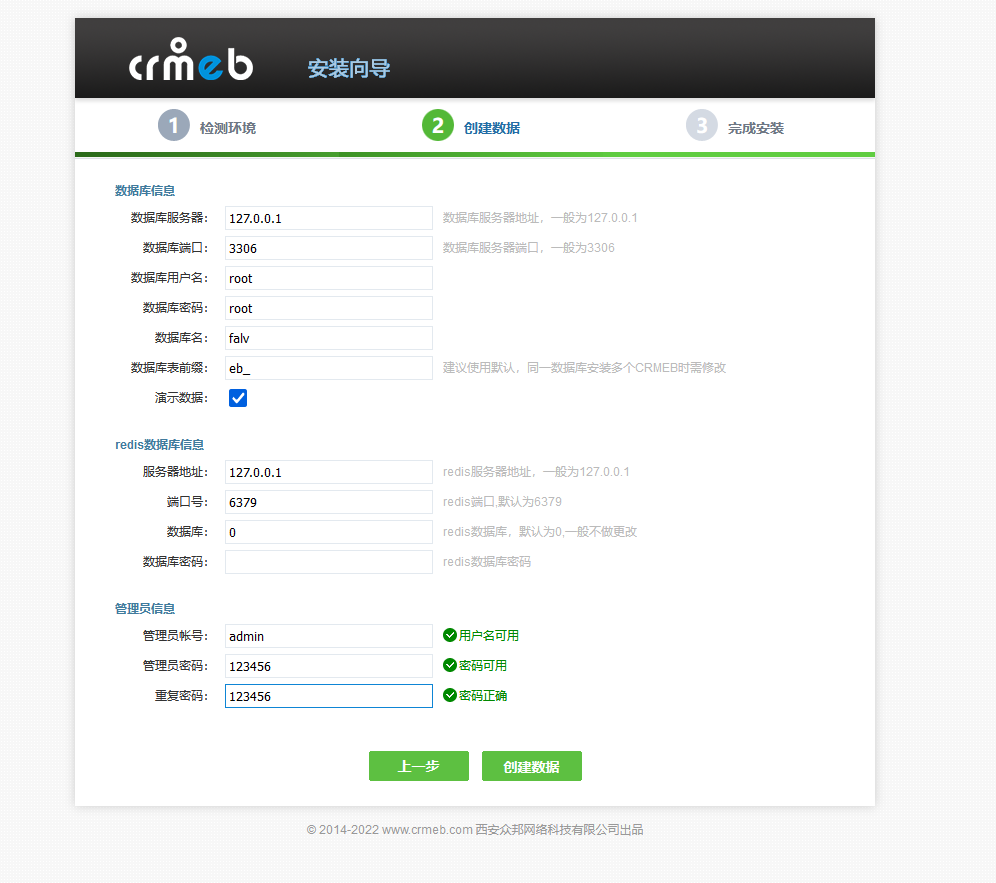 crmeb 安装向导
1 检测环境 2 创建数据 3 完成安装
数据库信息
数据库服务器： 127.0.0.1 数据库服务器地址，一般为127.0.0.1
数据库端口： 3306 数据库服务器端口，一般为3306
数据库用户名： root
数据库密码： root
数据库名： falv
数据库表前缀： eb_ 建议使用默认，同一数据库安装多个CRMEB时需修改
演示数据：
redis数据库信息
服务器地址： 127.0.0.1 redis服务器地址，一般为127.0.0.1
端口号： 6379 redis端口,默认为6379
数据库： 0 redis数据库，默认为0,一般不做更改
数据库密码： redis数据库密码
管理员信息
管理员帐号： admin 用户名可用
管理员密码： 123456 密码可用
重复密码： 123456 密码正确
上一步 创建数据
© 2014-2022 www.crmeb.com 西安众邦网络科技有限公司出品